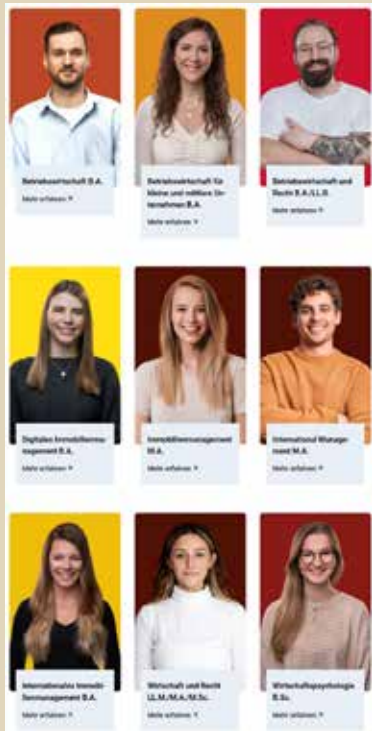 Betriebswirtschaft B.A.
Mehr erfahren
Betriebswirtschaft für
kleine und mittlere Un-
ternehmen B.A.
Mehr erfahren
Betriebswirtschaft und
Recht B.A./LL.B.
Mehr erfahren
Digitales Immobilienma-
nagement B.A.
Mehr erfahren
Immobilienmanagement
M.A.
Mehr erfahren
International Manage-
ment M.A.
Mehr erfahren
Internationales Immobi-
lienmanagement B.A.
Mehr erfahren
Wirtschaft und Recht
LL.M./M.A./M.Sc.
Mehr erfahren
Wirtschaftspsychologie
B.Sc.
Mehr erfahren